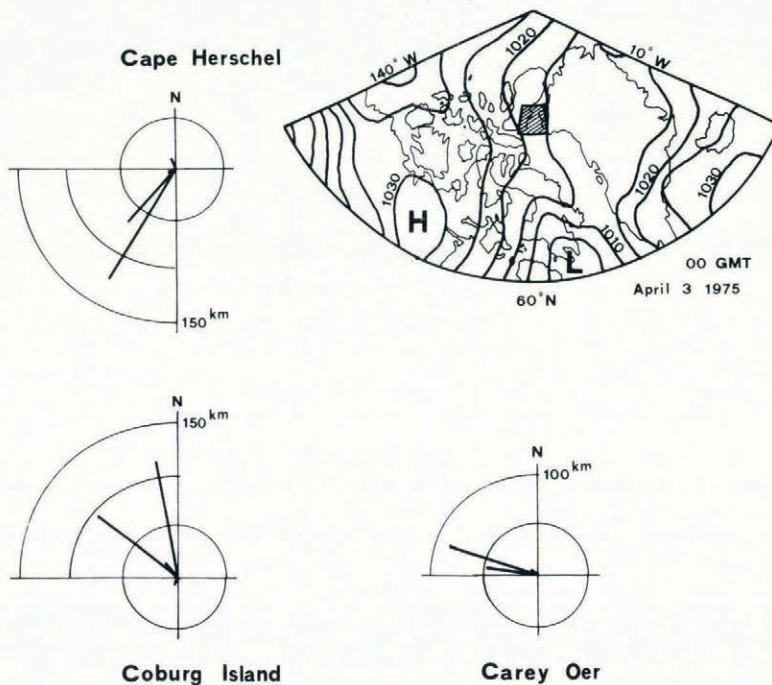 Cape Herschel
N
150 km
140° W
1020
10° W
1030
H
1020
1030
1010
L
00 GMT
April 3 1975
60°N
N
150 km
Coburg Island
N
100 km
Carey Oer